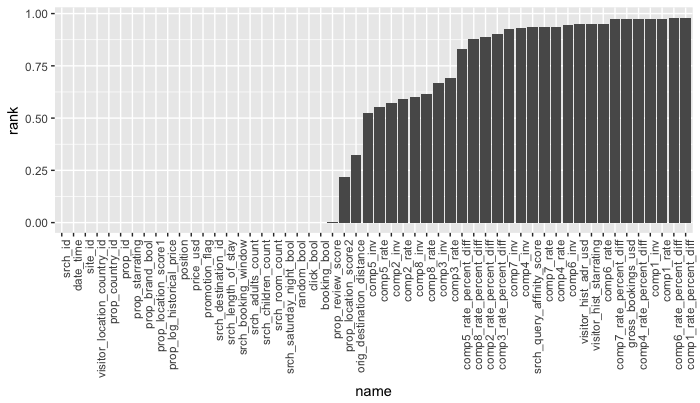 1.00
0.75
0.50
0.25
0.00
rank
srch_id
date_time
site_id
visitor_location_country_id
prop_country_id
prop_id
prop_starrating
prop_brand_bool
prop_location_score1
prop_log_historical_price
position
price_usd
promotion_flag
srch_destination_id
srch_length_of_stay
srch_booking_window
srch_adults_count
srch_children_count
srch_room_count
srch_saturday_night_bool
random_bool
click_bool
booking_bool
prop_review_score
prop_location_score2
orig_destination_distance
comp5_inv
comp5_rate
comp2_inv
comp2_rate
comp8_inv
comp8_rate
comp3_inv
comp3_rate
comp5_rate_percent_diff
comp8_rate_percent_diff
comp2_rate_percent_diff
comp3_rate_percent_diff
comp7_inv
comp4_inv
srch_query_affinity_score
comp7_rate
comp4_rate
comp6_inv
visitor_hist_adr_usd
visitor_hist_starrating
comp6_rate
comp7_rate_percent_diff
gross_bookings_usd
comp4_rate_percent_diff
comp1_inv
comp1_rate
comp6_rate_percent_diff
comp1_rate_percent_diff
name